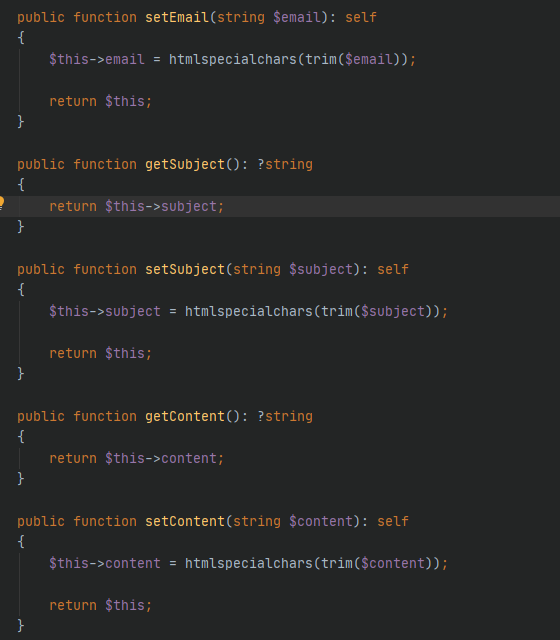 public function setEmail(string $email): self
{
    $this->email = htmlspecialchars(trim($email));
    return $this;
}
public function getSubject(): ?string
{
    return $this->subject;
}
public function setSubject(string $subject): self
{
    $this->subject = htmlspecialchars(trim($subject));
    return $this;
}
public function getContent(): ?string
{
    return $this->content;
}
public function setContent(string $content): self
{
    $this->content = htmlspecialchars(trim($content));
    return $this;
}